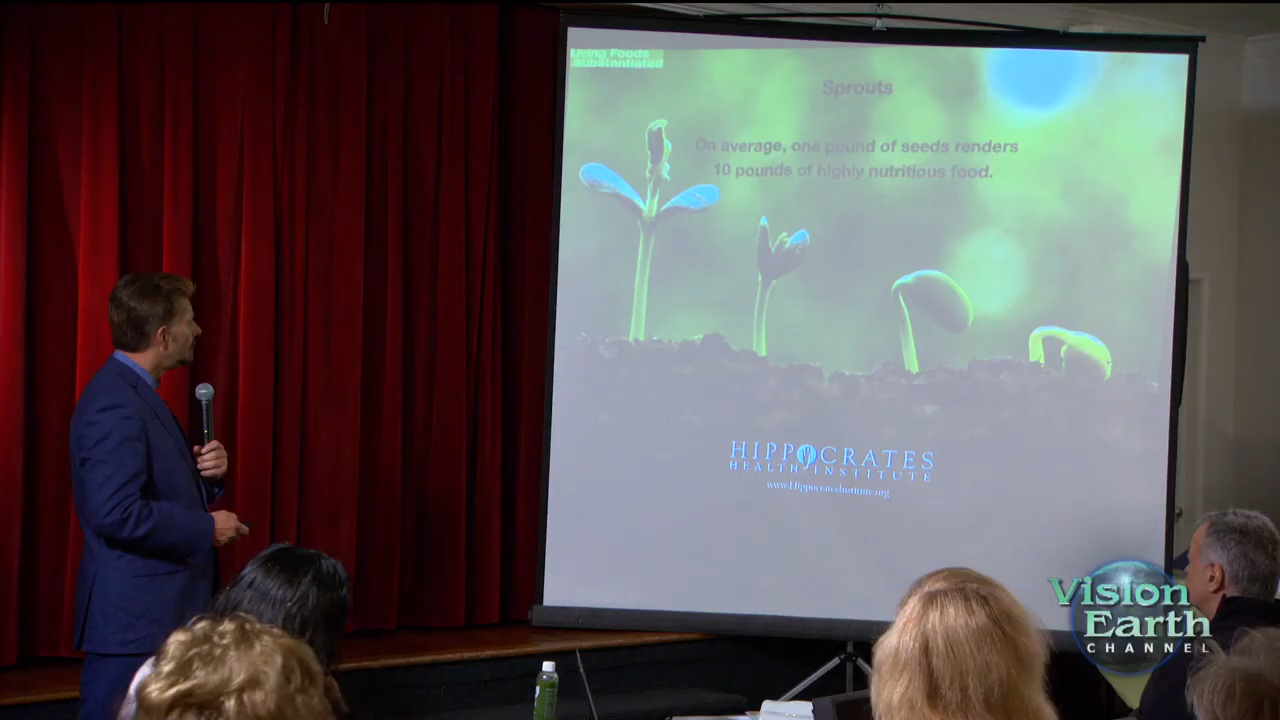 Living Foods
Substantiated
Sprouts
On average, one pound of seeds renders
10 pounds of highly nutritious food.
HIPPOCRATES
HEALTH INSTITUTE
www.HippocratesInstitute.org
Vision
Earth
CHANNEL